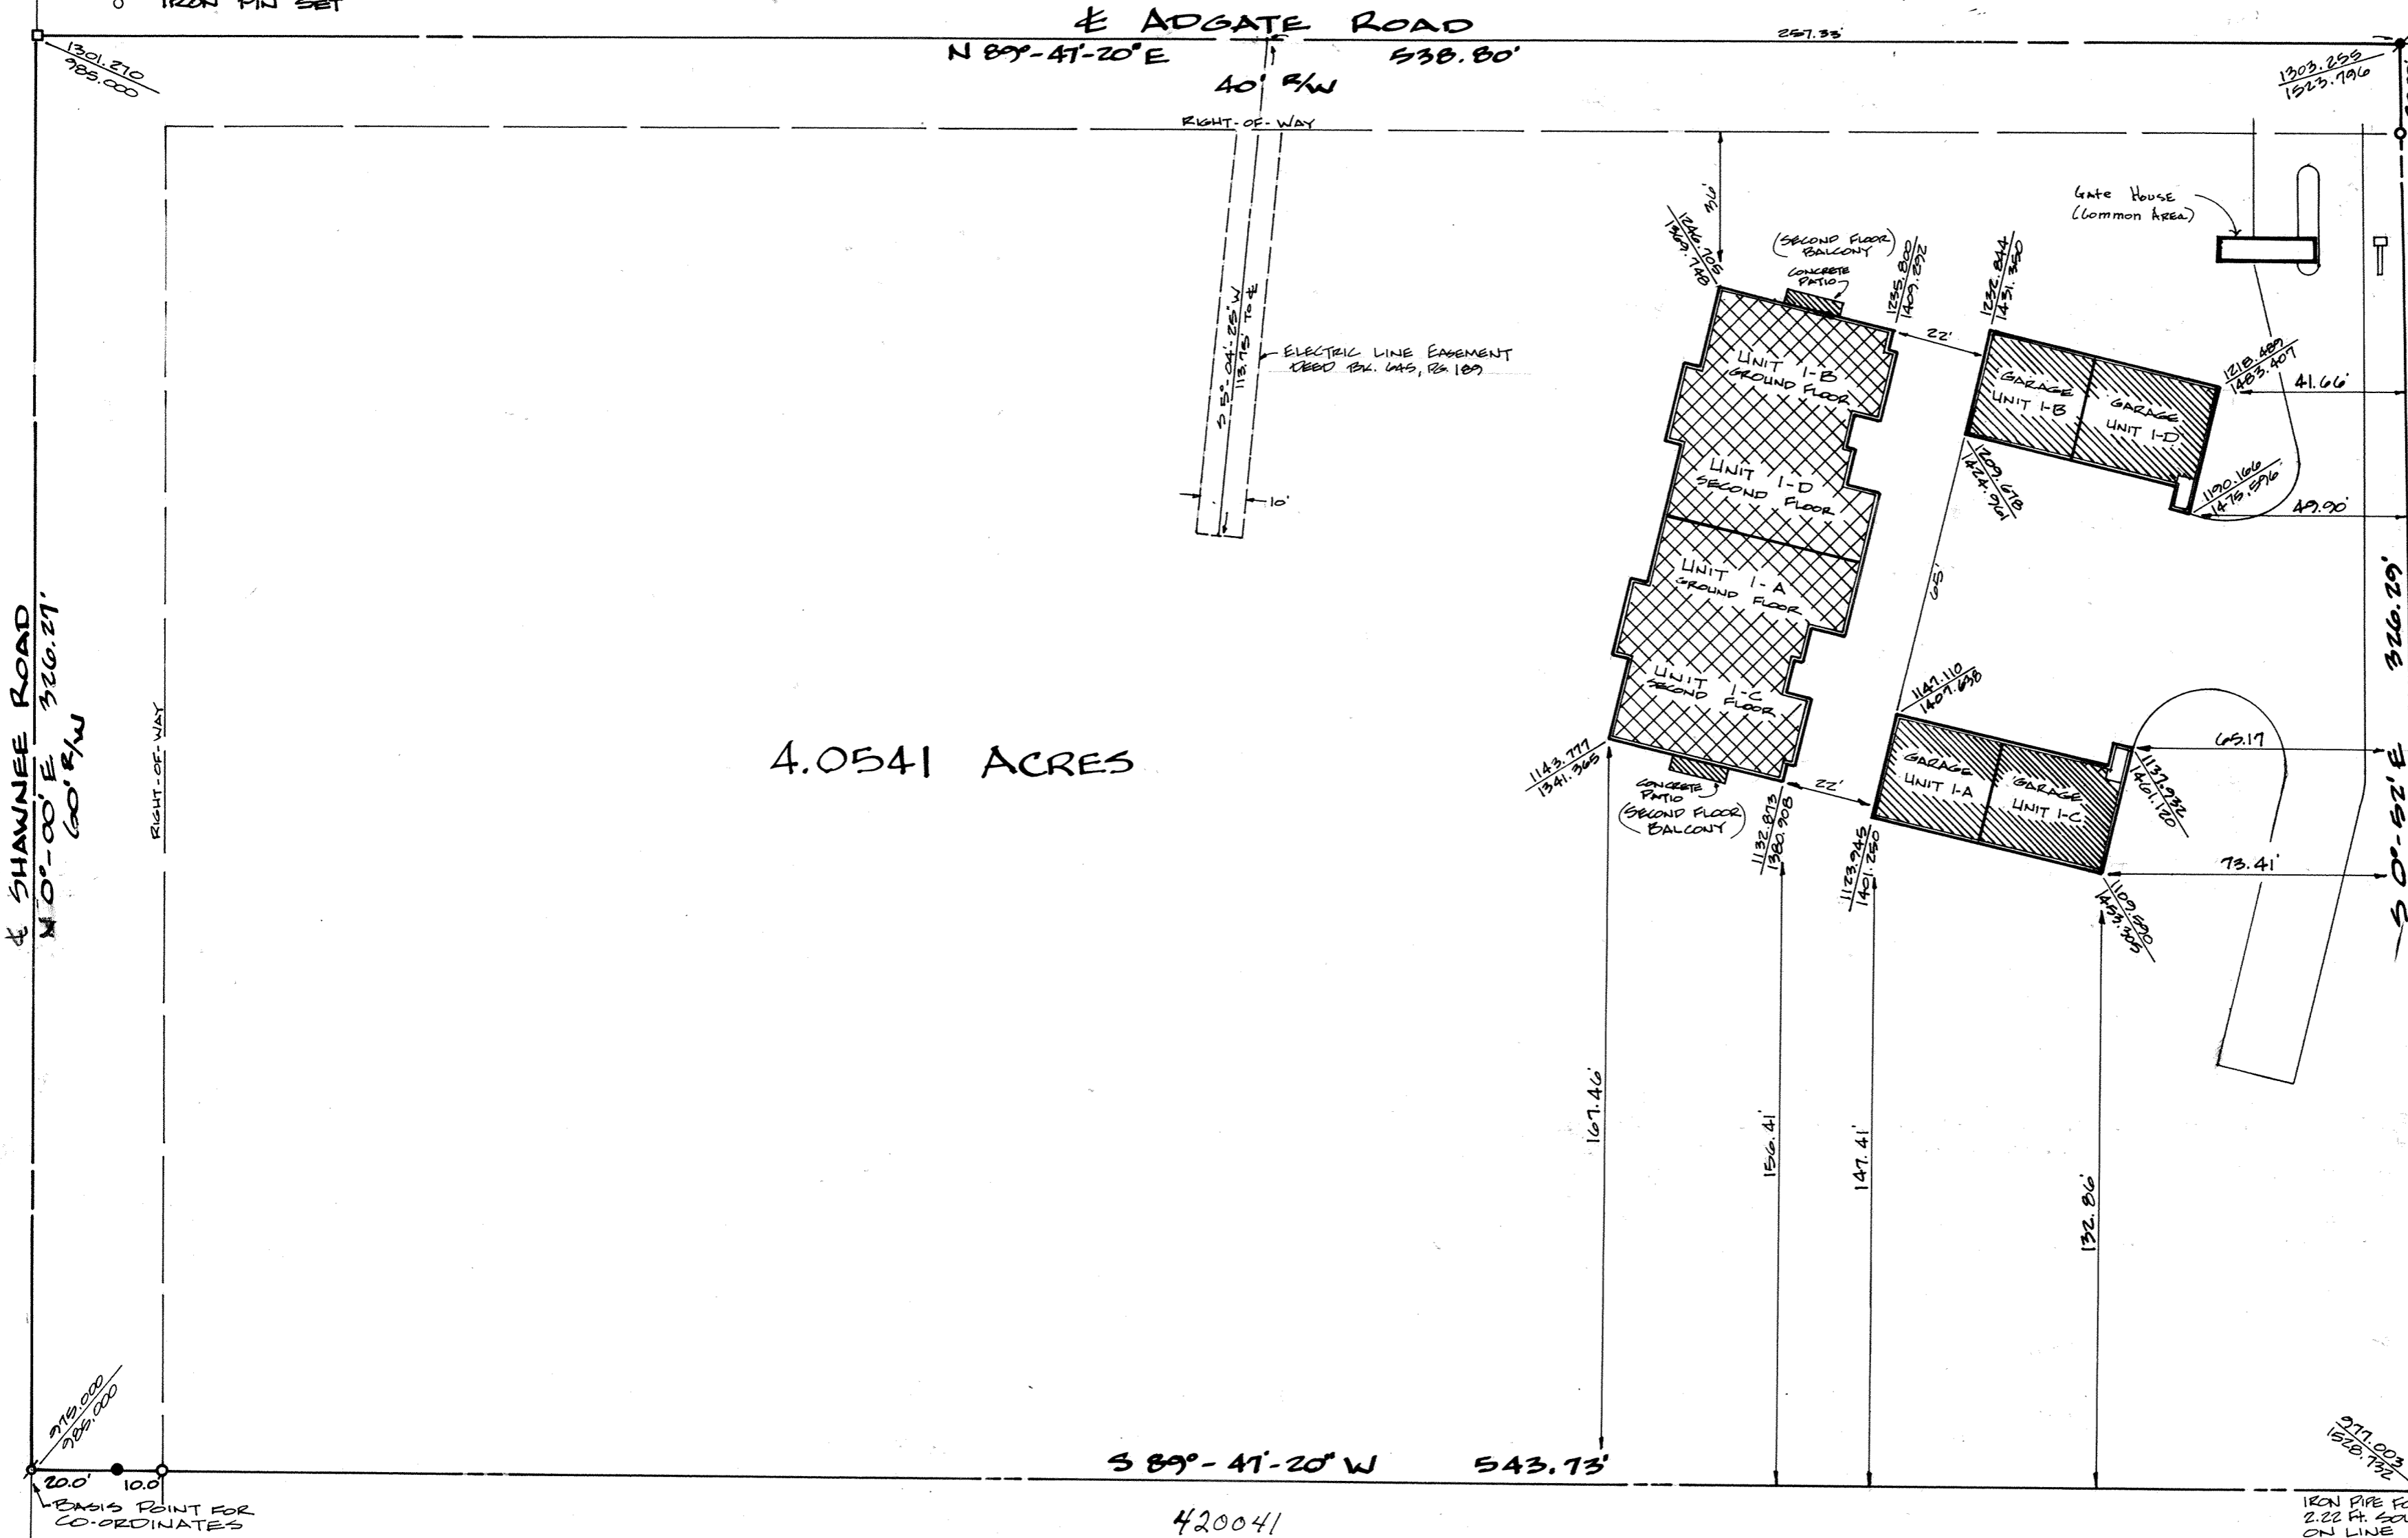 IRON PIN SET
℄ ADGATE ROAD
N 89°-47'-20" E 538.80'
257.33'
40' R/W
RIGHT-OF-WAY
1301.270
985.000
1303.255
1523.796
Gate House
(Common Area)
36'
1246.705
1369.748
(SECOND FLOOR)
BALCONY
CONCRETE
PATIO
1235.800
1409.292
1232.844
1431.350
22'
1218.489
1483.407
41.66'
UNIT 1-B
GROUND FLOOR
GARAGE
UNIT 1-B
GARAGE
UNIT 1-D
S 5°-04'-25" W
113.75' TO ℄
ELECTRIC LINE EASEMENT
DEED BK. 645, PG. 189
10'
UNIT 1-D
SECOND FLOOR
1209.678
1424.961
1190.166
1475.596
49.90'
UNIT 1-A
GROUND FLOOR
65'
326.29'
S 0°-52' E
℄ SHAWNEE ROAD
N 0°-00' E 326.27'
60' R/W
RIGHT-OF-WAY
UNIT 1-C
SECOND FLOOR
1147.110
1407.638
65.17
4.0541 ACRES
1143.777
1341.365
CONCRETE
PATIO
(SECOND FLOOR)
BALCONY
22'
GARAGE
UNIT 1-A
GARAGE
UNIT 1-C
1137.932
1461.120
1132.873
1380.908
1123.945
1401.250
73.41'
1109.590
1453.305
167.46'
156.41'
147.41'
132.86'
975.000
985.000
20.0' 10.0'
BASIS POINT FOR
CO-ORDINATES
S 89°-47'-20" W 543.73'
977.003
1528.732
420041
IRON PIPE
2.22 FT.
ON LINE